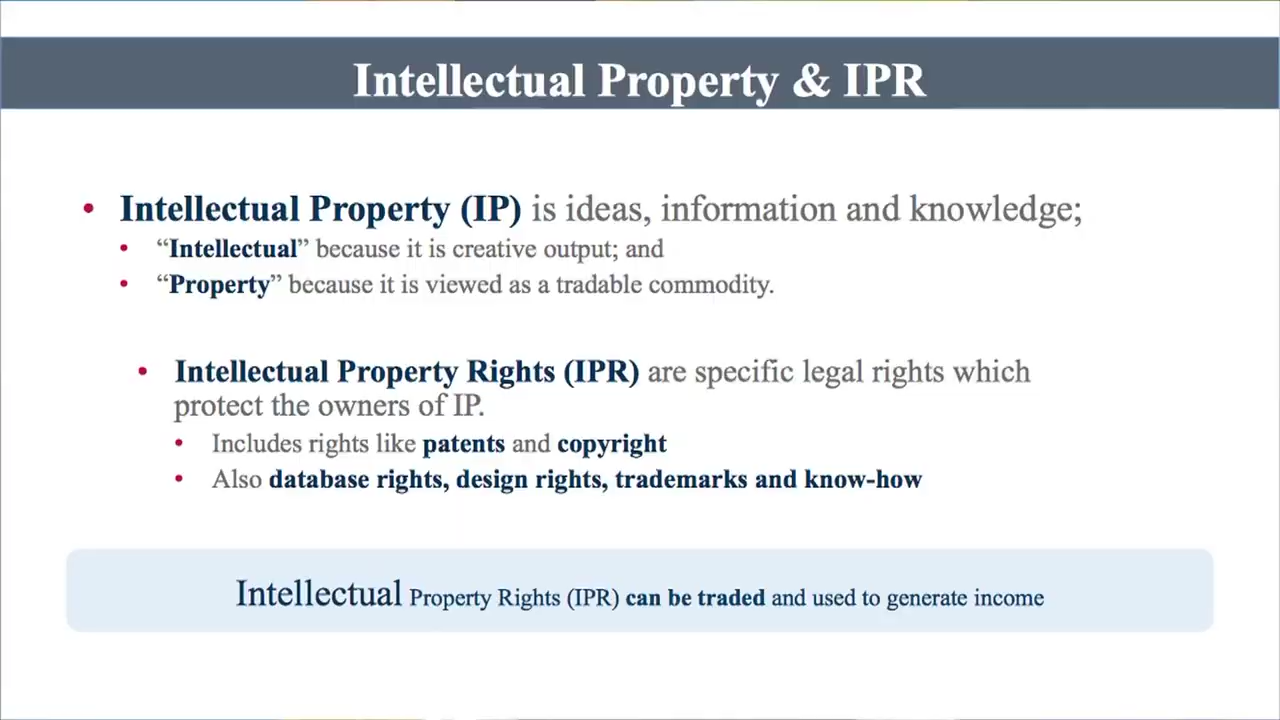 Intellectual Property & IPR
• Intellectual Property (IP) is ideas, information and knowledge;
• “Intellectual” because it is creative output; and
• “Property” because it is viewed as a tradable commodity.
• Intellectual Property Rights (IPR) are specific legal rights which
protect the owners of IP.
• Includes rights like patents and copyright
• Also database rights, design rights, trademarks and know-how
Intellectual Property Rights (IPR) can be traded and used to generate income